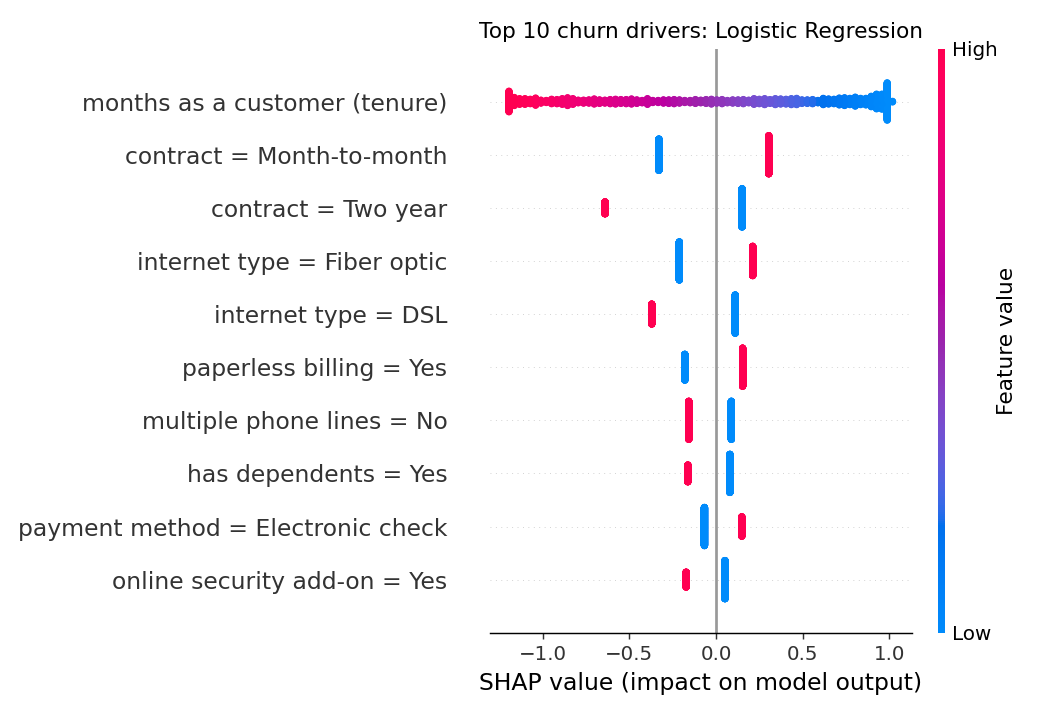 Top 10 churn drivers: Logistic Regression
High
months as a customer (tenure)
contract = Month-to-month
contract = Two year
internet type = Fiber optic
internet type = DSL
paperless billing = Yes
multiple phone lines = No
has dependents = Yes
payment method = Electronic check
online security add-on = Yes
Feature value
Low
−1.0 −0.5 0.0 0.5 1.0
SHAP value (impact on model output)